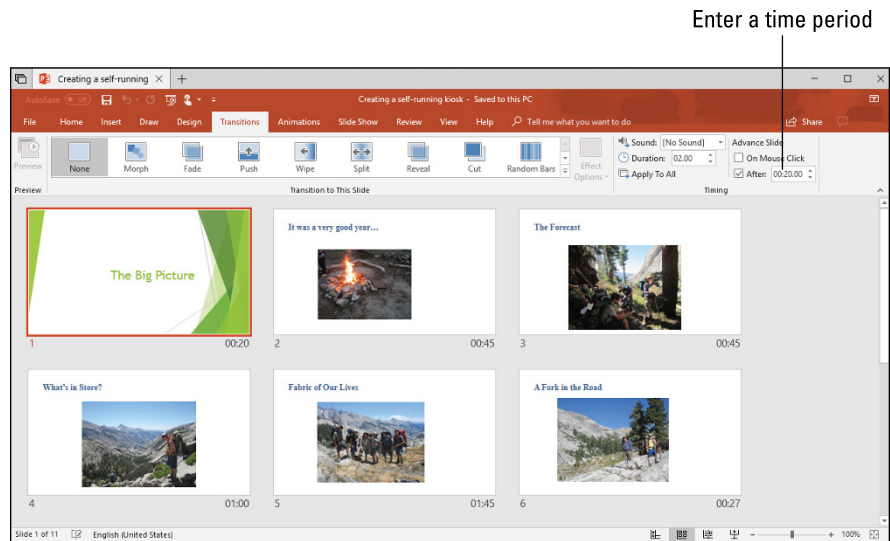 Enter a time period
Creating a self-running
AutoSave Off Creating a self-running kiosk - Saved to this PC
File Home Insert Draw Design Transitions Animations Slide Show Review View Help Tell me what you want to do Share
Preview None Morph Fade Push Wipe Split Reveal Cut Random Bars Effect Options
Sound: [No Sound] Advance Slide
Duration: 02.00 On Mouse Click
Apply To All After: 00:20.00
Preview Transition to This Slide Timing
The Big Picture
1 00:20
It was a very good year…
2 00:45
The Forecast
3 00:45
What's in Store?
4 01:00
Fabric of Our Lives
5 01:45
A Fork in the Road
6 00:27
Slide 1 of 11 English (United States) 100%